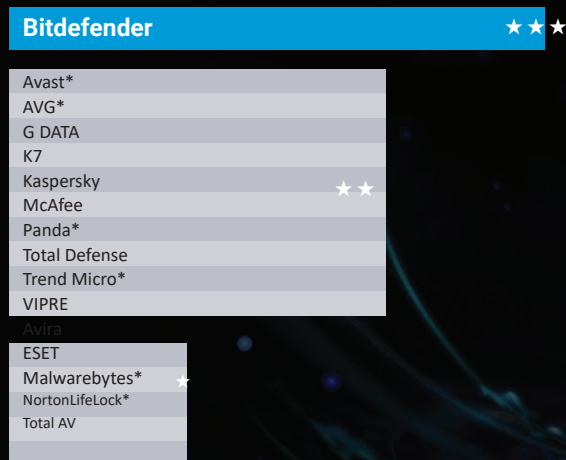 Bitdefender ★★★
Avast*
AVG*
G DATA
K7
Kaspersky ★★
McAfee
Panda*
Total Defense
Trend Micro*
VIPRE
Avira
ESET
Malwarebytes* ★
NortonLifeLock*
Total AV